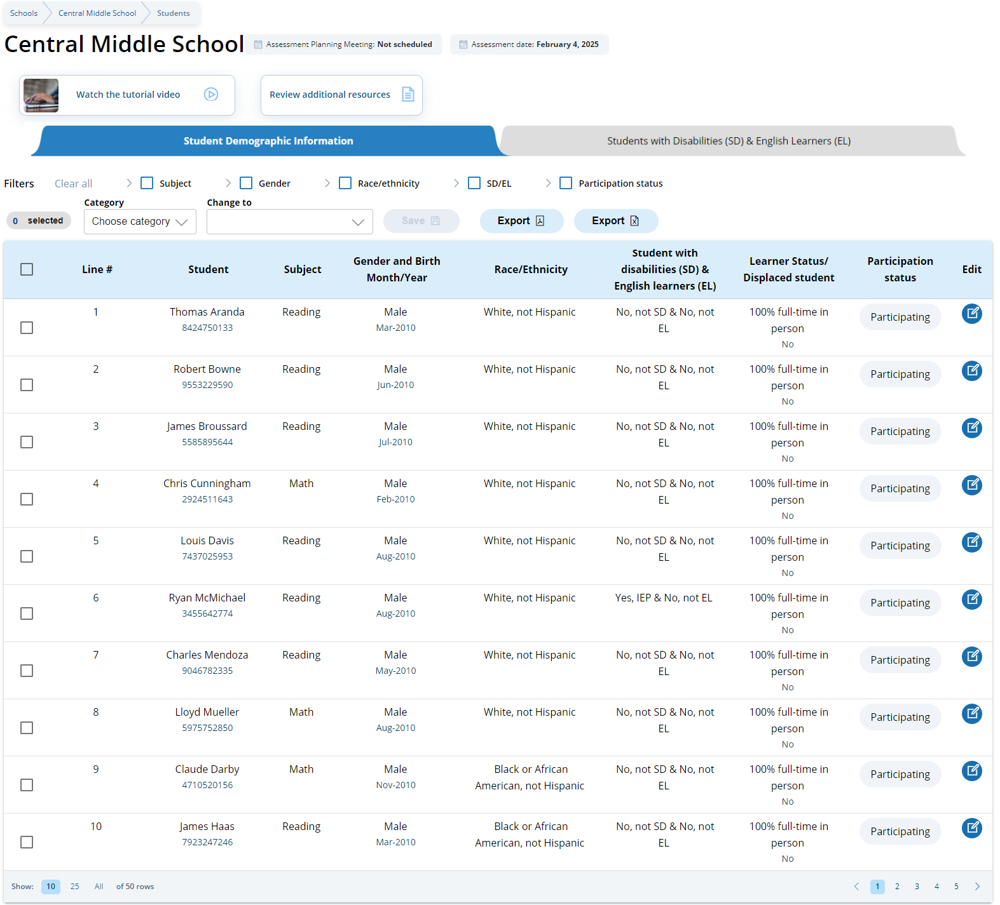 Schools
Central Middle School
Students
Central Middle School
Assessment Planning Meeting: Not scheduled
Assessment date: February 4, 2025
Watch the tutorial video
Review additional resources
Student Demographic Information
Students with Disabilities (SD) & English Learners (EL)
Filters Clear all Subject Gender Race/ethnicity SD/EL Participation status
Category Change to
0 selected Choose category Save Export Export
Line # Student Subject Gender and Birth Month/Year Race/Ethnicity Student with disabilities (SD) & English learners (EL) Learner Status/ Displaced student Participation status Edit
1 Thomas Aranda Reading Male White, not Hispanic No, not SD & No, not 100% full-time in Participating
8424750133 Mar-2010 EL person
No
2 Robert Bowne Reading Male White, not Hispanic No, not SD & No, not 100% full-time in Participating
9553229590 Jun-2010 EL person
No
3 James Broussard Reading Male White, not Hispanic No, not SD & No, not 100% full-time in Participating
5585895644 Jul-2010 EL person
No
4 Chris Cunningham Math Male White, not Hispanic No, not SD & No, not 100% full-time in Participating
2924511643 Feb-2010 EL person
No
5 Louis Davis Reading Male White, not Hispanic No, not SD & No, not 100% full-time in Participating
7437025953 Aug-2010 EL person
No
6 Ryan McMichael Reading Male White, not Hispanic Yes, IEP & No, not EL 100% full-time in Participating
3455642774 Aug-2010 person
No
7 Charles Mendoza Reading Male White, not Hispanic No, not SD & No, not 100% full-time in Participating
9046782335 May-2010 EL person
No
8 Lloyd Mueller Math Male White, not Hispanic No, not SD & No, not 100% full-time in Participating
5975752850 Aug-2010 EL person
No
9 Claude Darby Math Male Black or African No, not SD & No, not 100% full-time in Participating
4710520156 Nov-2010 American, not Hispanic EL person
No
10 James Haas Reading Male Black or African No, not SD & No, not 100% full-time in Participating
7923247246 Mar-2010 American, not Hispanic EL person
No
Show: 10 25 All of 50 rows 1 2 3 4 5